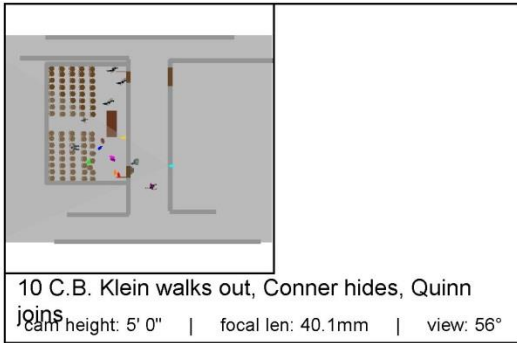 10 C.B. Klein walks out, Conner hides, Quinn
joins
cam height: 5' 0" | focal len: 40.1mm | view: 56°